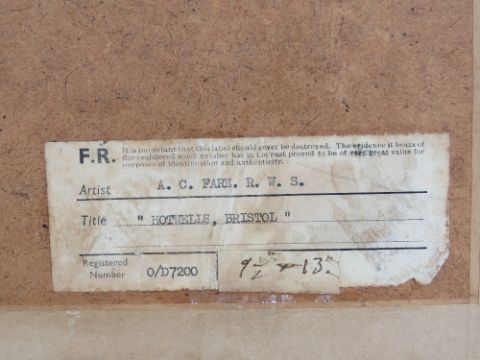 F.R. It is important that this label should never be destroyed. The evidence it bears of
the registered stock number has in the past proved to be of very great value for
purposes of identification and authenticity.
Artist A. C. FARE. R. W. S.
Title " HOTWELLS, BRISTOL "
Registered
Number O/D7200 9½" x 13"